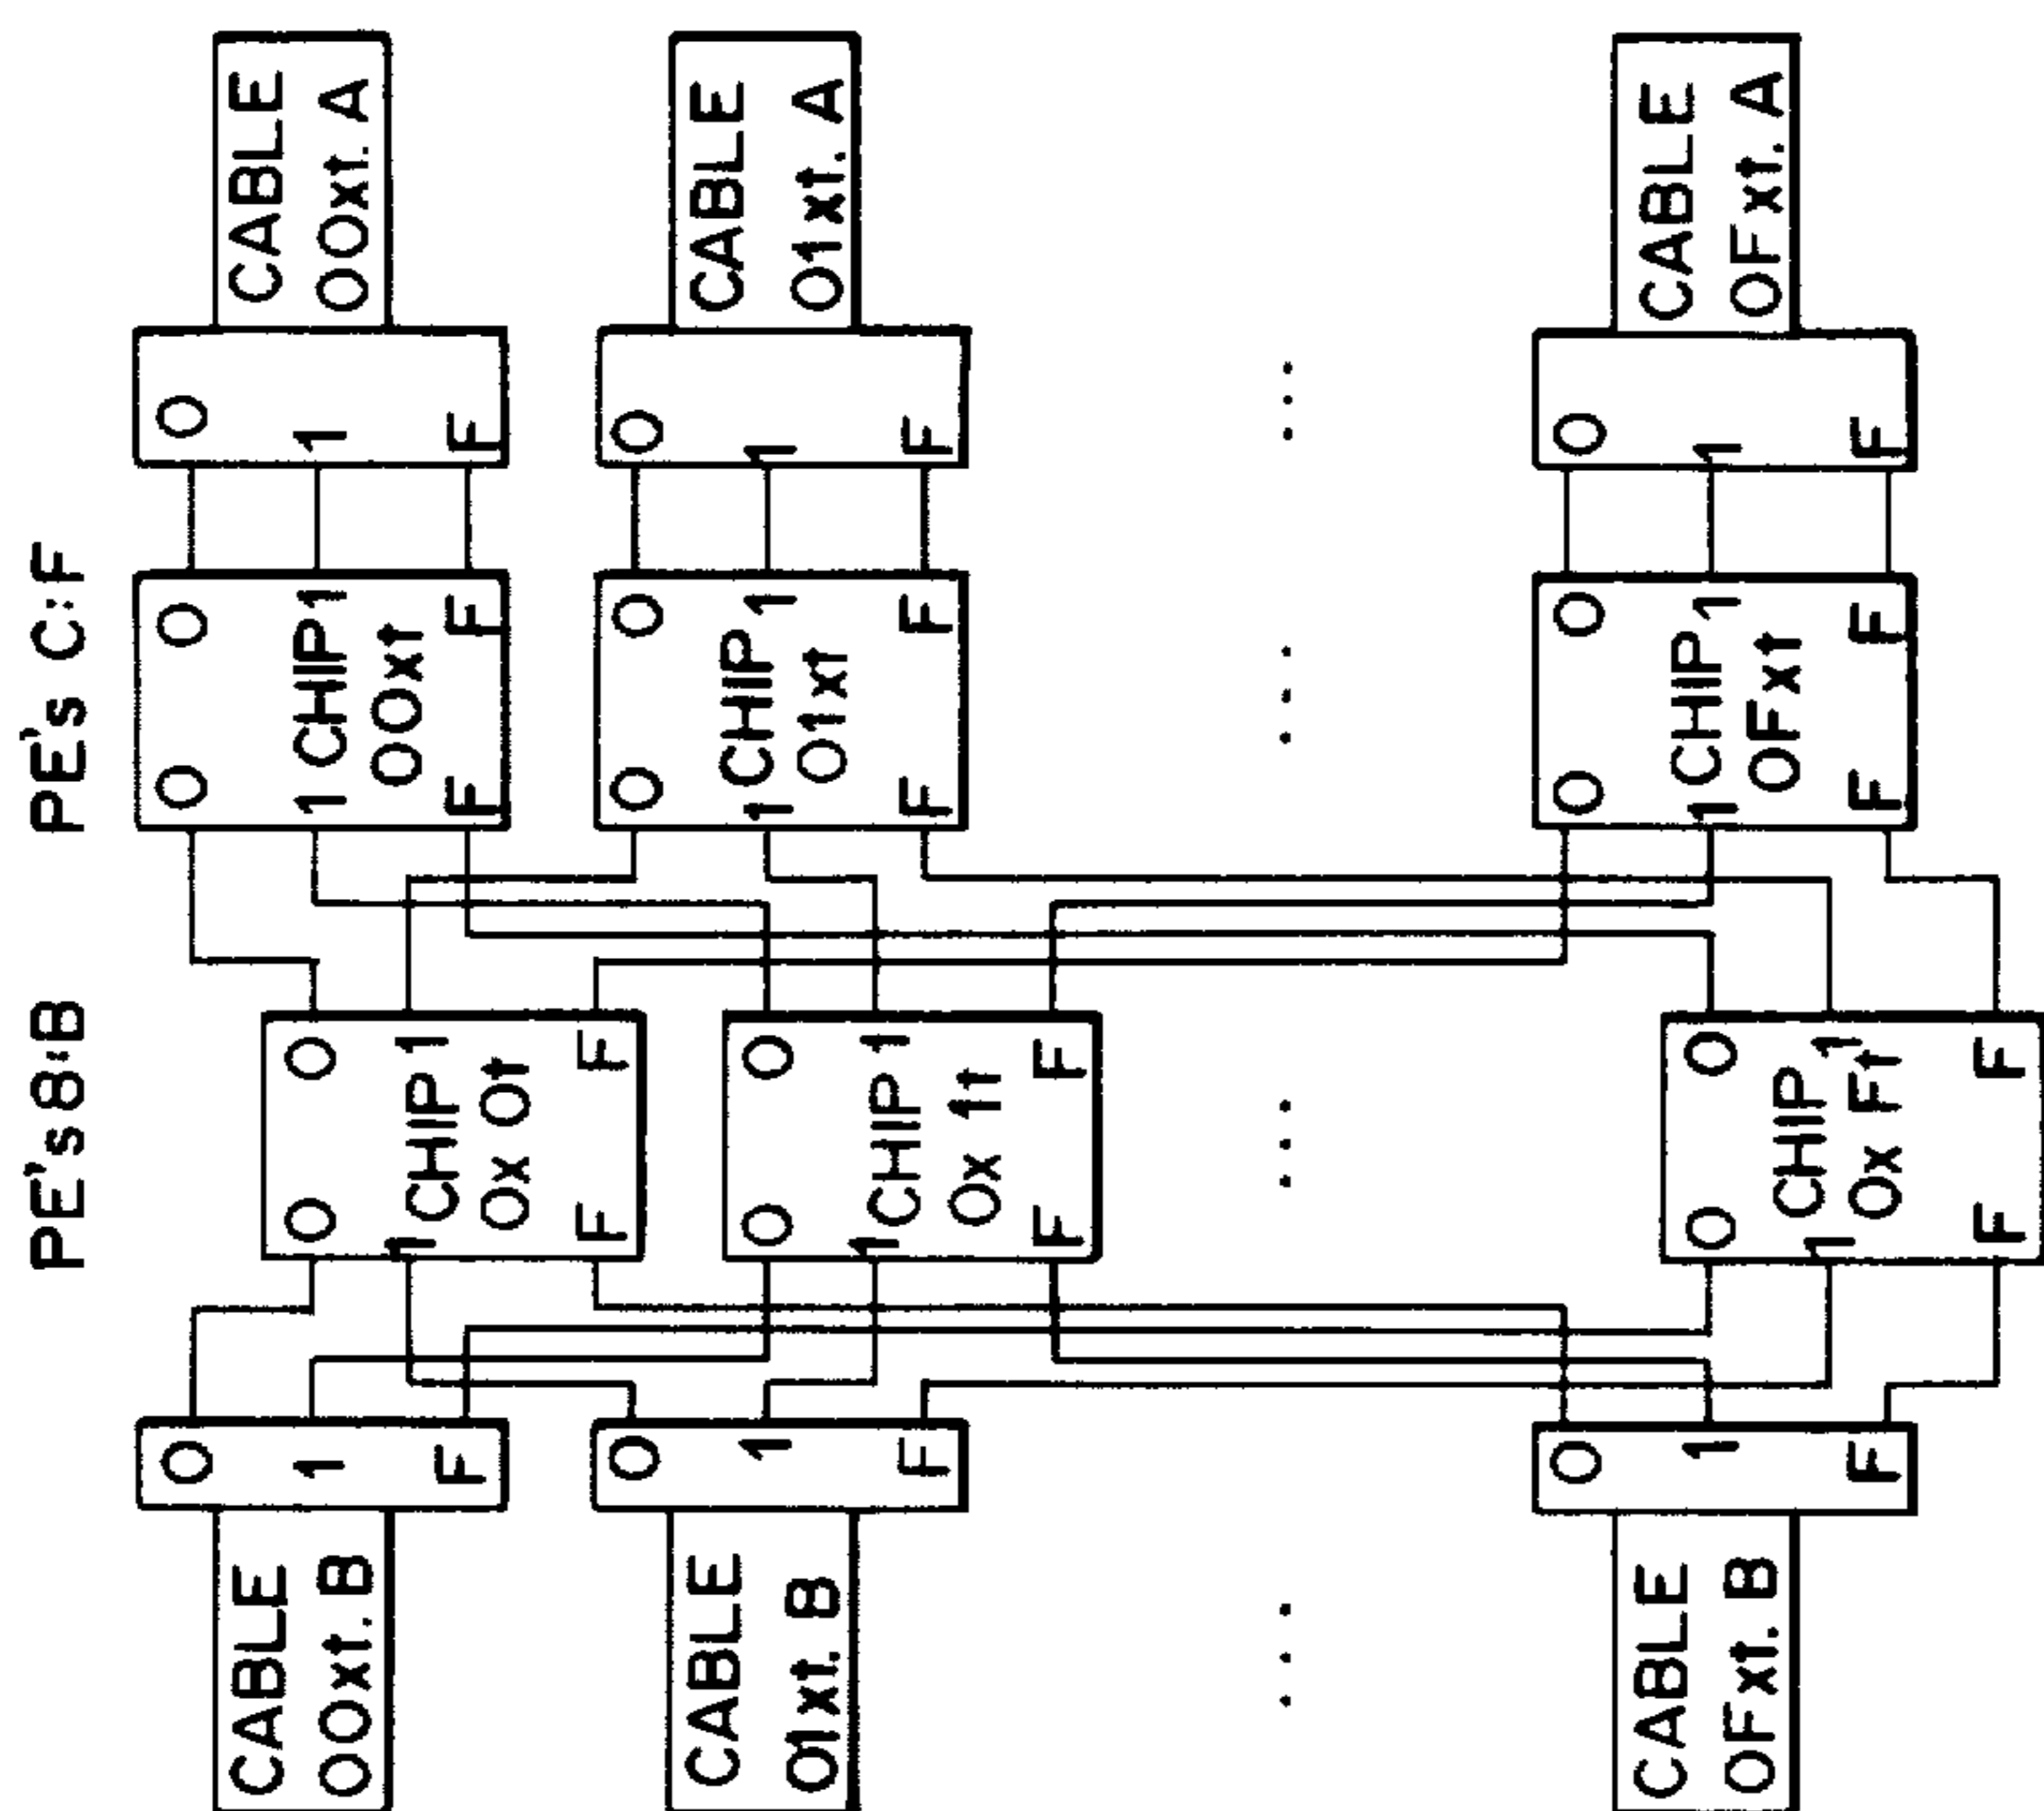 PE's 8:B
PE's C:F
CABLE
00xt. B
0
1
F
0
0
1 CHIP 1
0x 0t
F
F
0
0
1 CHIP 1
00xt
F
F
0
1
F
CABLE
00xt. A
CABLE
01xt. B
0
1
F
0
0
1 CHIP 1
0x 1t
F
F
0
0
1 CHIP 1
01xt
F
F
0
1
F
CABLE
01xt. A
...
...
...
...
CABLE
0Fxt. B
0
1
F
0
0
1 CHIP 1
0x Ft
F
F
0
0
1 CHIP 1
0Fxt
F
F
0
1
F
CABLE
0Fxt. A